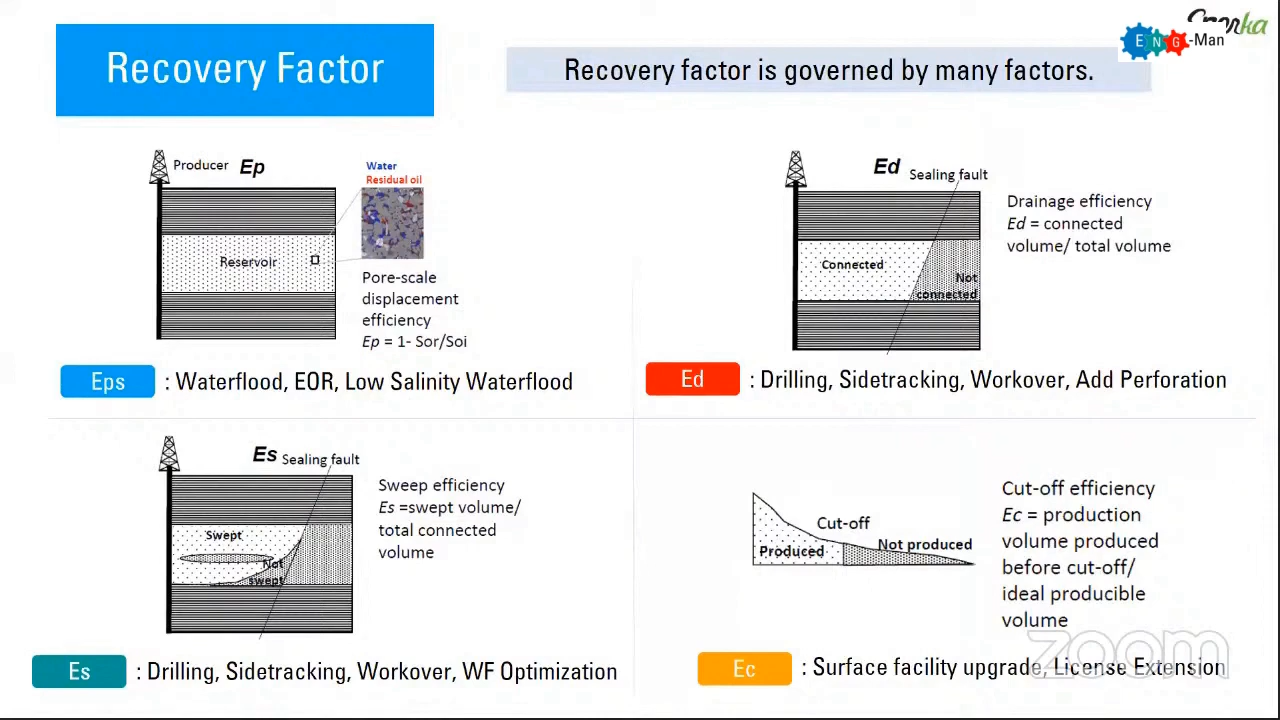 Recovery Factor
Recovery factor is governed by many factors.
ENG-Man
Producer
Ep
Water
Residual oil
Reservoir
Pore-scale
displacement
efficiency
Ep = 1- Sor/Soi
Eps : Waterflood, EOR, Low Salinity Waterflood
Ed
Sealing fault
Connected
Not
connected
Drainage efficiency
Ed = connected
volume/ total volume
Ed : Drilling, Sidetracking, Workover, Add Perforation
Es
Sealing fault
Swept
Not
swept
Sweep efficiency
Es =swept volume/
total connected
volume
Es : Drilling, Sidetracking, Workover, WF Optimization
Cut-off
Produced
Not produced
Cut-off efficiency
Ec = production
volume produced
before cut-off/
ideal producible
volume
Ec : Surface facility upgrade, License Extension
zoom